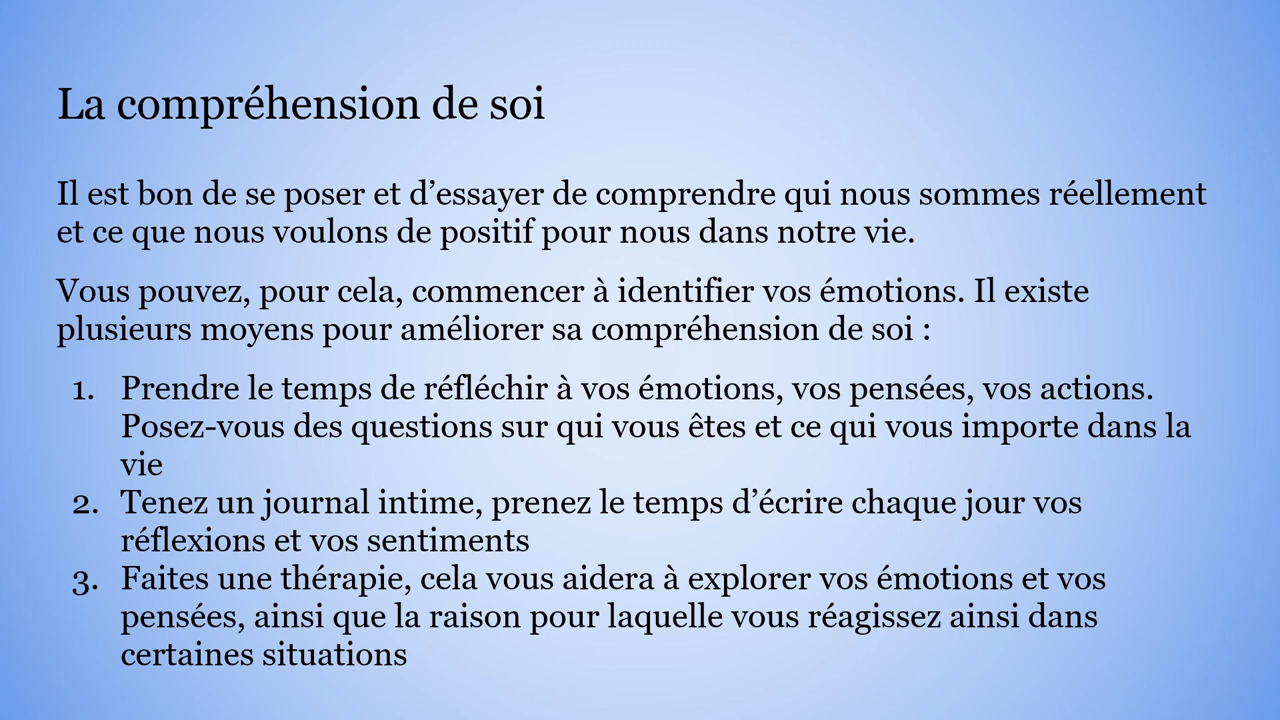 La compréhension de soi
Il est bon de se poser et d’essayer de comprendre qui nous sommes réellement
et ce que nous voulons de positif pour nous dans notre vie.
Vous pouvez, pour cela, commencer à identifier vos émotions. Il existe
plusieurs moyens pour améliorer sa compréhension de soi :
1. Prendre le temps de réfléchir à vos émotions, vos pensées, vos actions.
Posez-vous des questions sur qui vous êtes et ce qui vous importe dans la
vie
2. Tenez un journal intime, prenez le temps d’écrire chaque jour vos
réflexions et vos sentiments
3. Faites une thérapie, cela vous aidera à explorer vos émotions et vos
pensées, ainsi que la raison pour laquelle vous réagissez ainsi dans
certaines situations